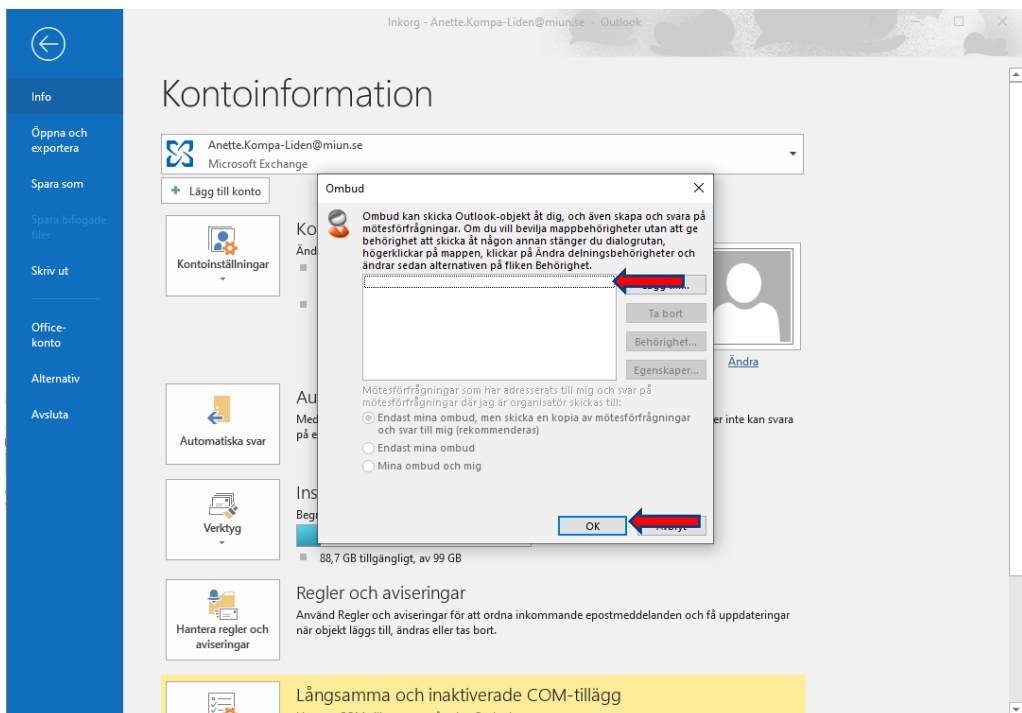 Inkorg - Anette.Kompa-Liden@miun.se - Outlook
Info
Öppna och
exportera
Spara som
Spara bifogade
filer
Skriv ut
Office-
konto
Alternativ
Avsluta
Kontoinformation
Anette.Kompa-Liden@miun.se
Microsoft Exchange
Lägg till konto
Kontoinställningar
Ko
Änd
Ändra
Ombud
Ombud kan skicka Outlook-objekt åt dig, och även skapa och svara på
mötesförfrågningar. Om du vill bevilja mappbehörigheter utan att ge
behörighet att skicka åt någon annan stänger du dialogrutan,
högerklickar på mappen, klickar på Ändra delningsbehörigheter och
ändrar sedan alternativen på fliken Behörighet.
Ta bort
Behörighet...
Egenskaper...
Mötesförfrågningar som har adresserats till mig och svar på
mötesförfrågningar där jag är organisatör skickas till:
Endast mina ombud, men skicka en kopia av mötesförfrågningar
och svar till mig (rekommenderas)
Endast mina ombud
Mina ombud och mig
OK
Automatiska svar
Au
Med
er inte kan svara
på e
Verktyg
Ins
Begr
88,7 GB tillgängligt, av 99 GB
Hantera regler och
aviseringar
Regler och aviseringar
Använd Regler och aviseringar för att ordna inkommande epostmeddelanden och få uppdateringar
när objekt läggs till, ändras eller tas bort.
Långsamma och inaktiverade COM-tillägg